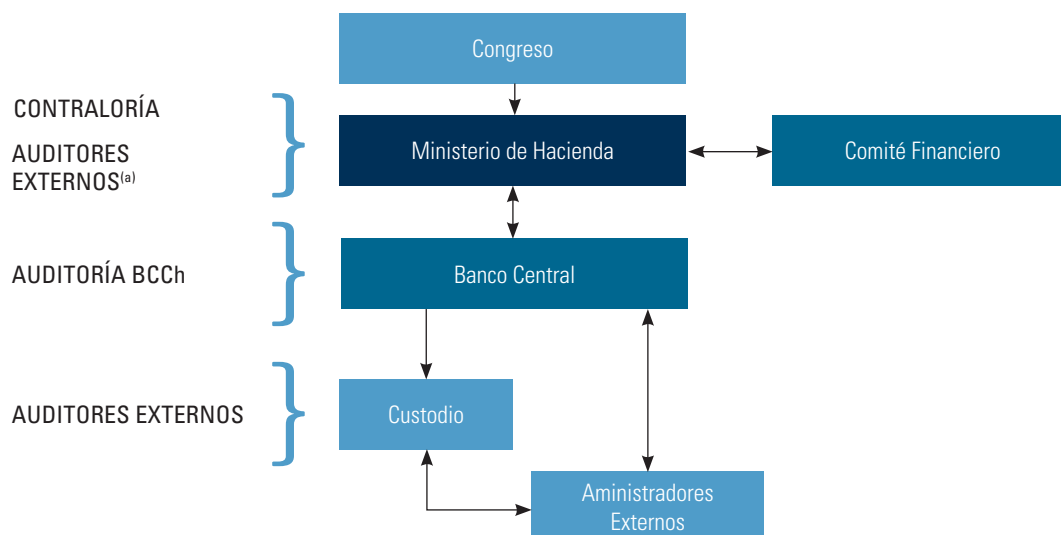 Congreso
CONTRALORÍA
AUDITORES
EXTERNOS(a)
Ministerio de Hacienda
Comité Financiero
AUDITORÍA BCCh
Banco Central
AUDITORES EXTERNOS
Custodio
Aministradores
Externos